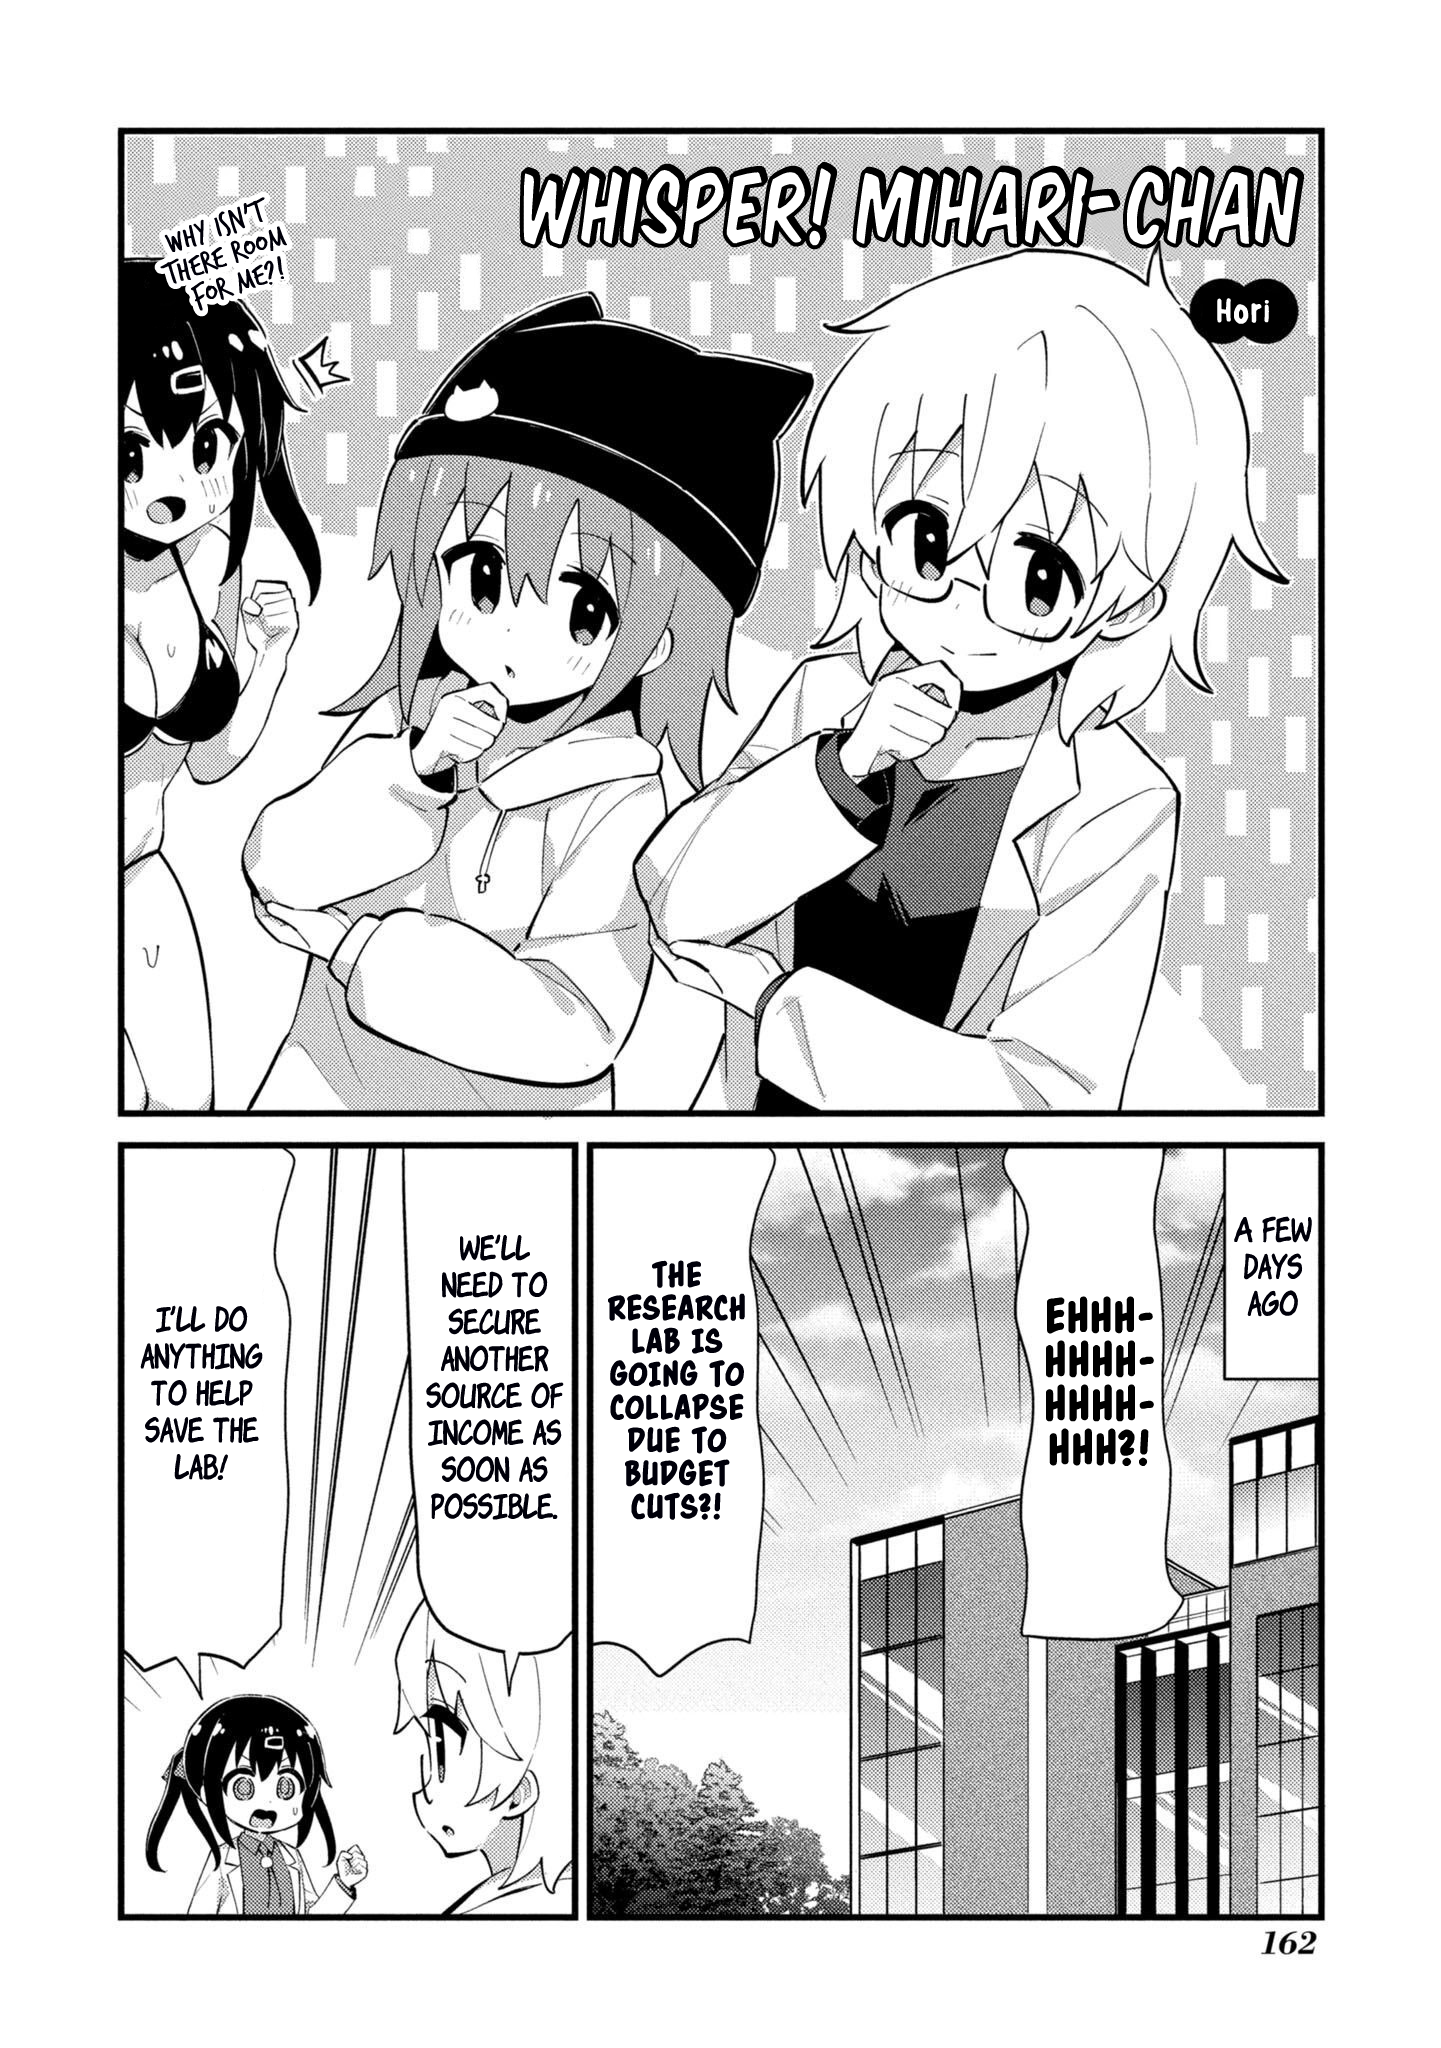 WHISPER! MIHARI-CHAN
Hori
WHY ISN'T
THERE ROOM
FOR ME?!
N
A FEW
DAYS
AGO
EHHH-
HHHH-
HHHH-
HHH?!
THE
RESEARCH
LAB IS
GOING TO
COLLAPSE
DUE TO
BUDGET
CUTS?!
WE'LL
NEED TO
SECURE
ANOTHER
SOURCE OF
INCOME AS
SOON AS
POSSIBLE.
I'LL DO
ANYTHING
TO HELP
SAVE THE
LAB!
162